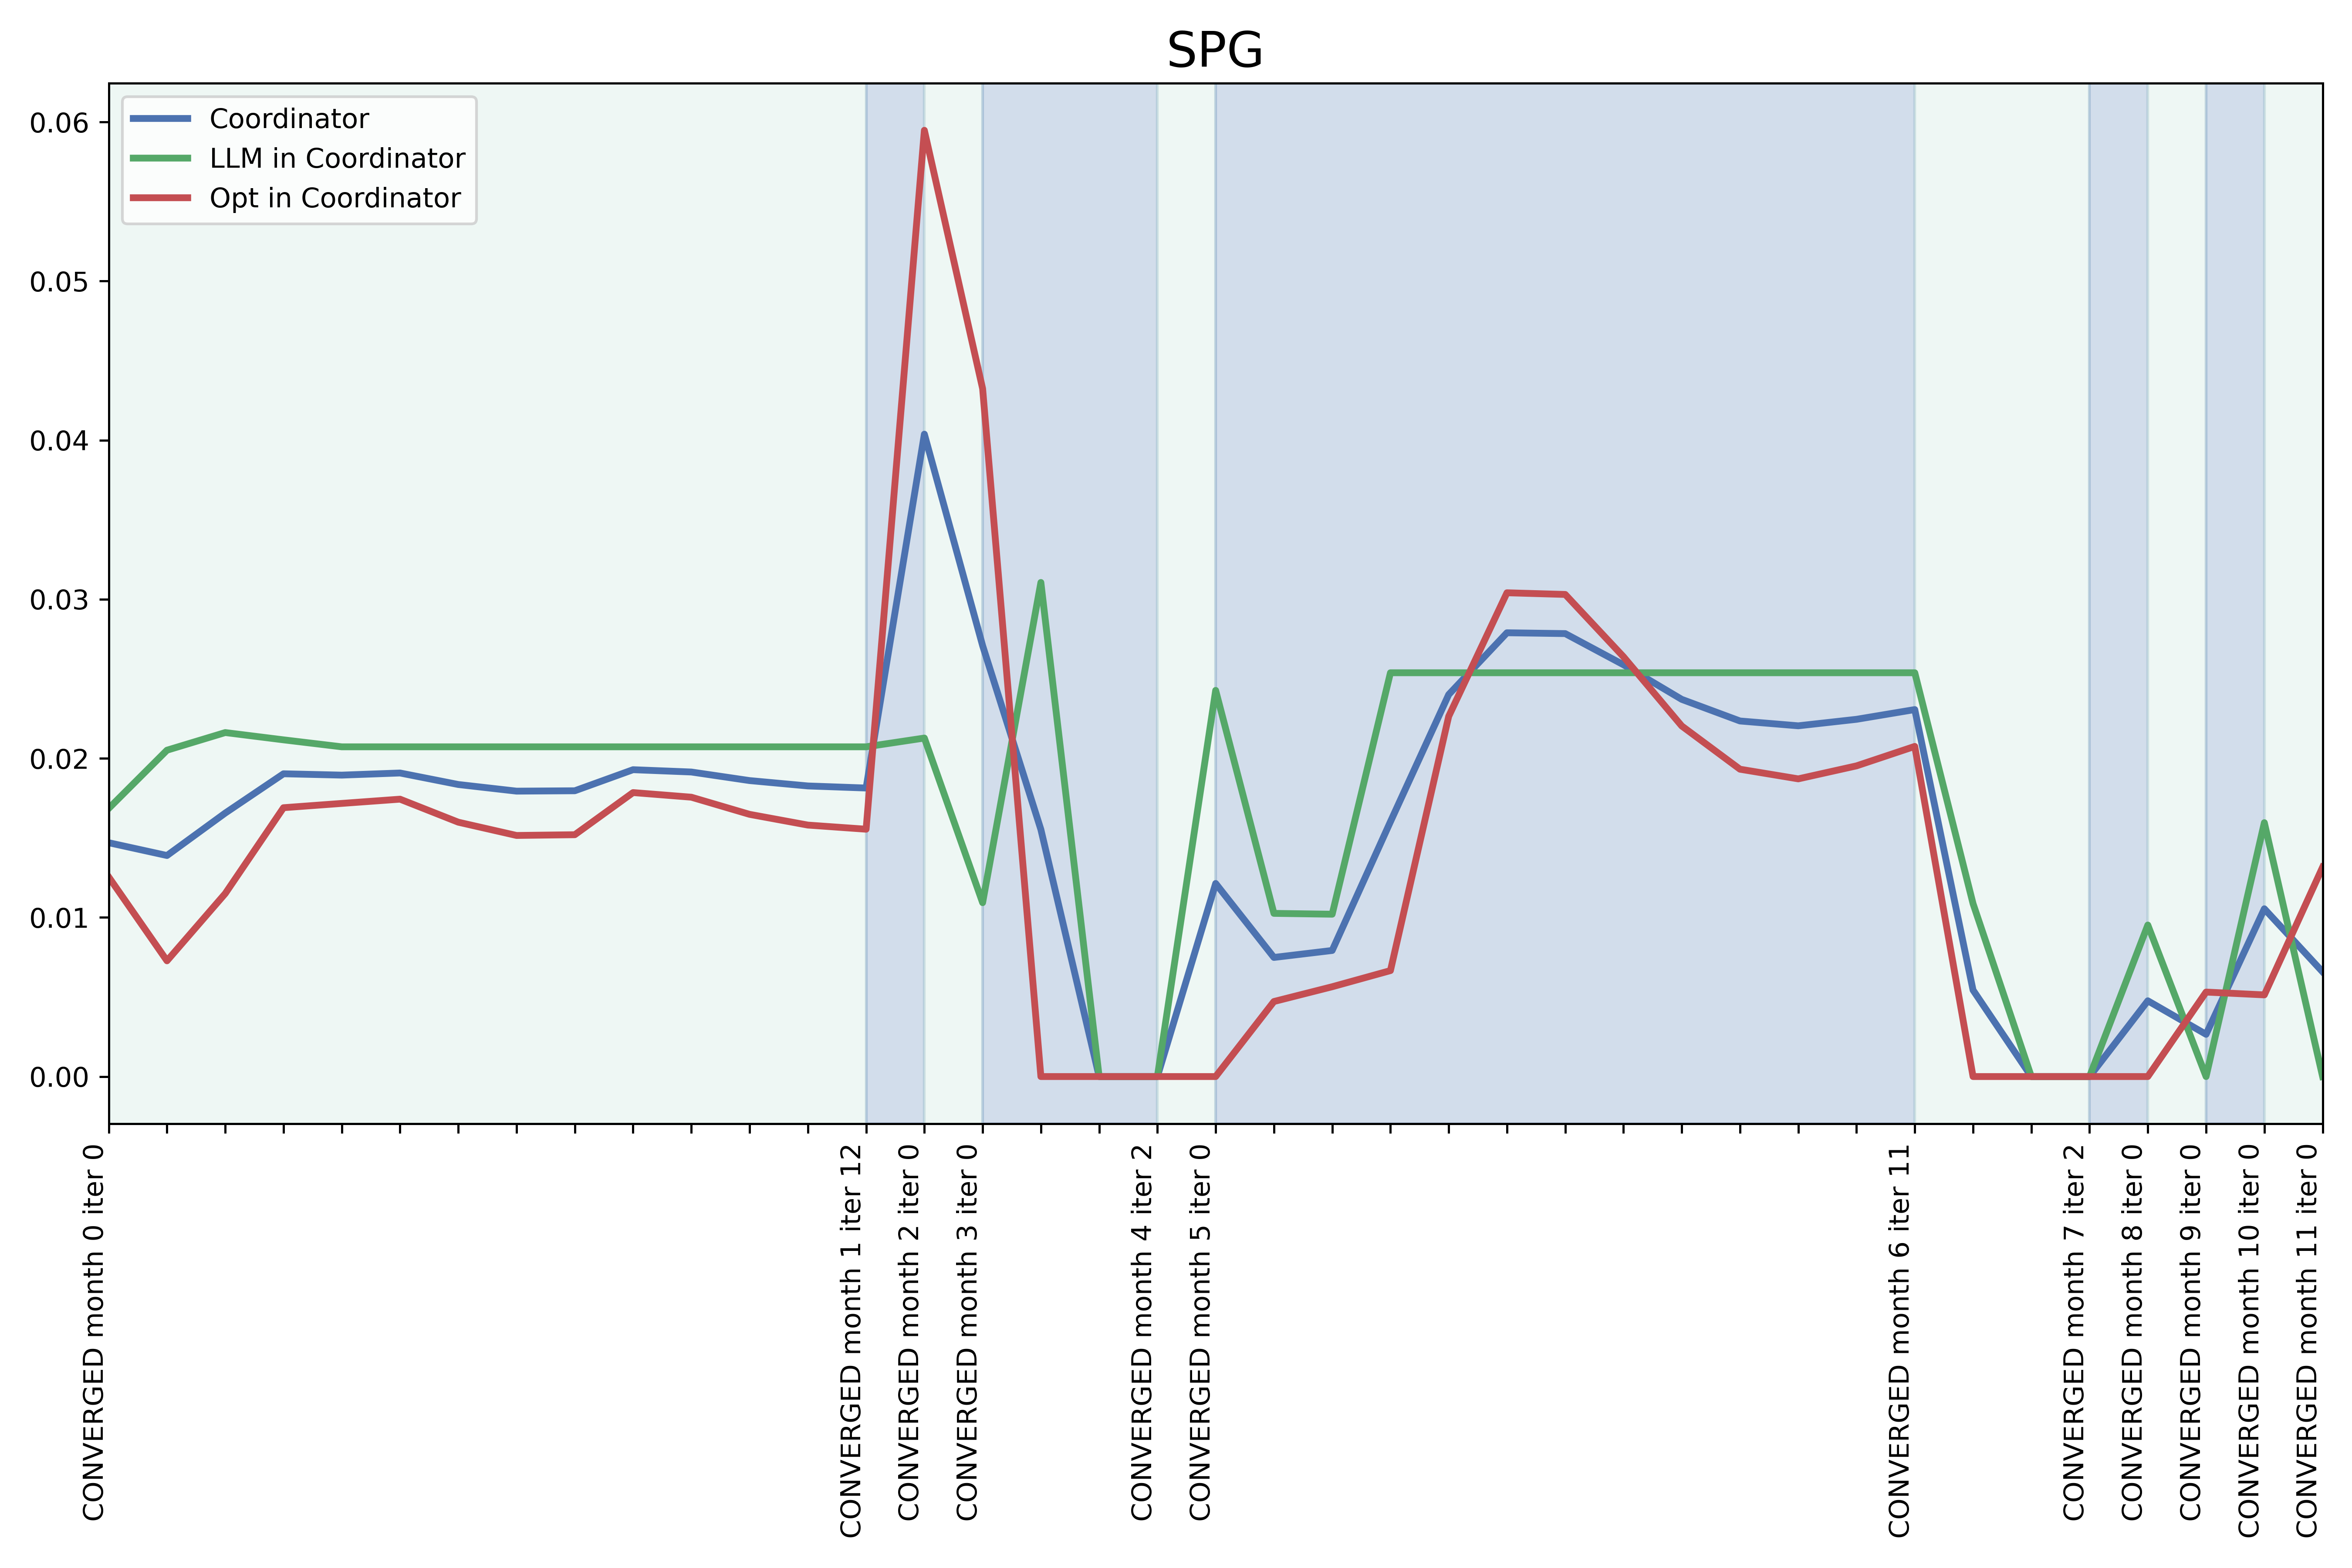 SPG
Coordinator
LLM in Coordinator
Opt in Coordinator
0.06
0.05
0.04
0.03
0.02
0.01
0.00
CONVERGED month 0 iter 0
CONVERGED month 1 iter 12
CONVERGED month 2 iter 0
CONVERGED month 3 iter 0
CONVERGED month 4 iter 2
CONVERGED month 5 iter 0
CONVERGED month 6 iter 11
CONVERGED month 7 iter 2
CONVERGED month 8 iter 0
CONVERGED month 9 iter 0
CONVERGED month 10 iter 0
CONVERGED month 11 iter 0